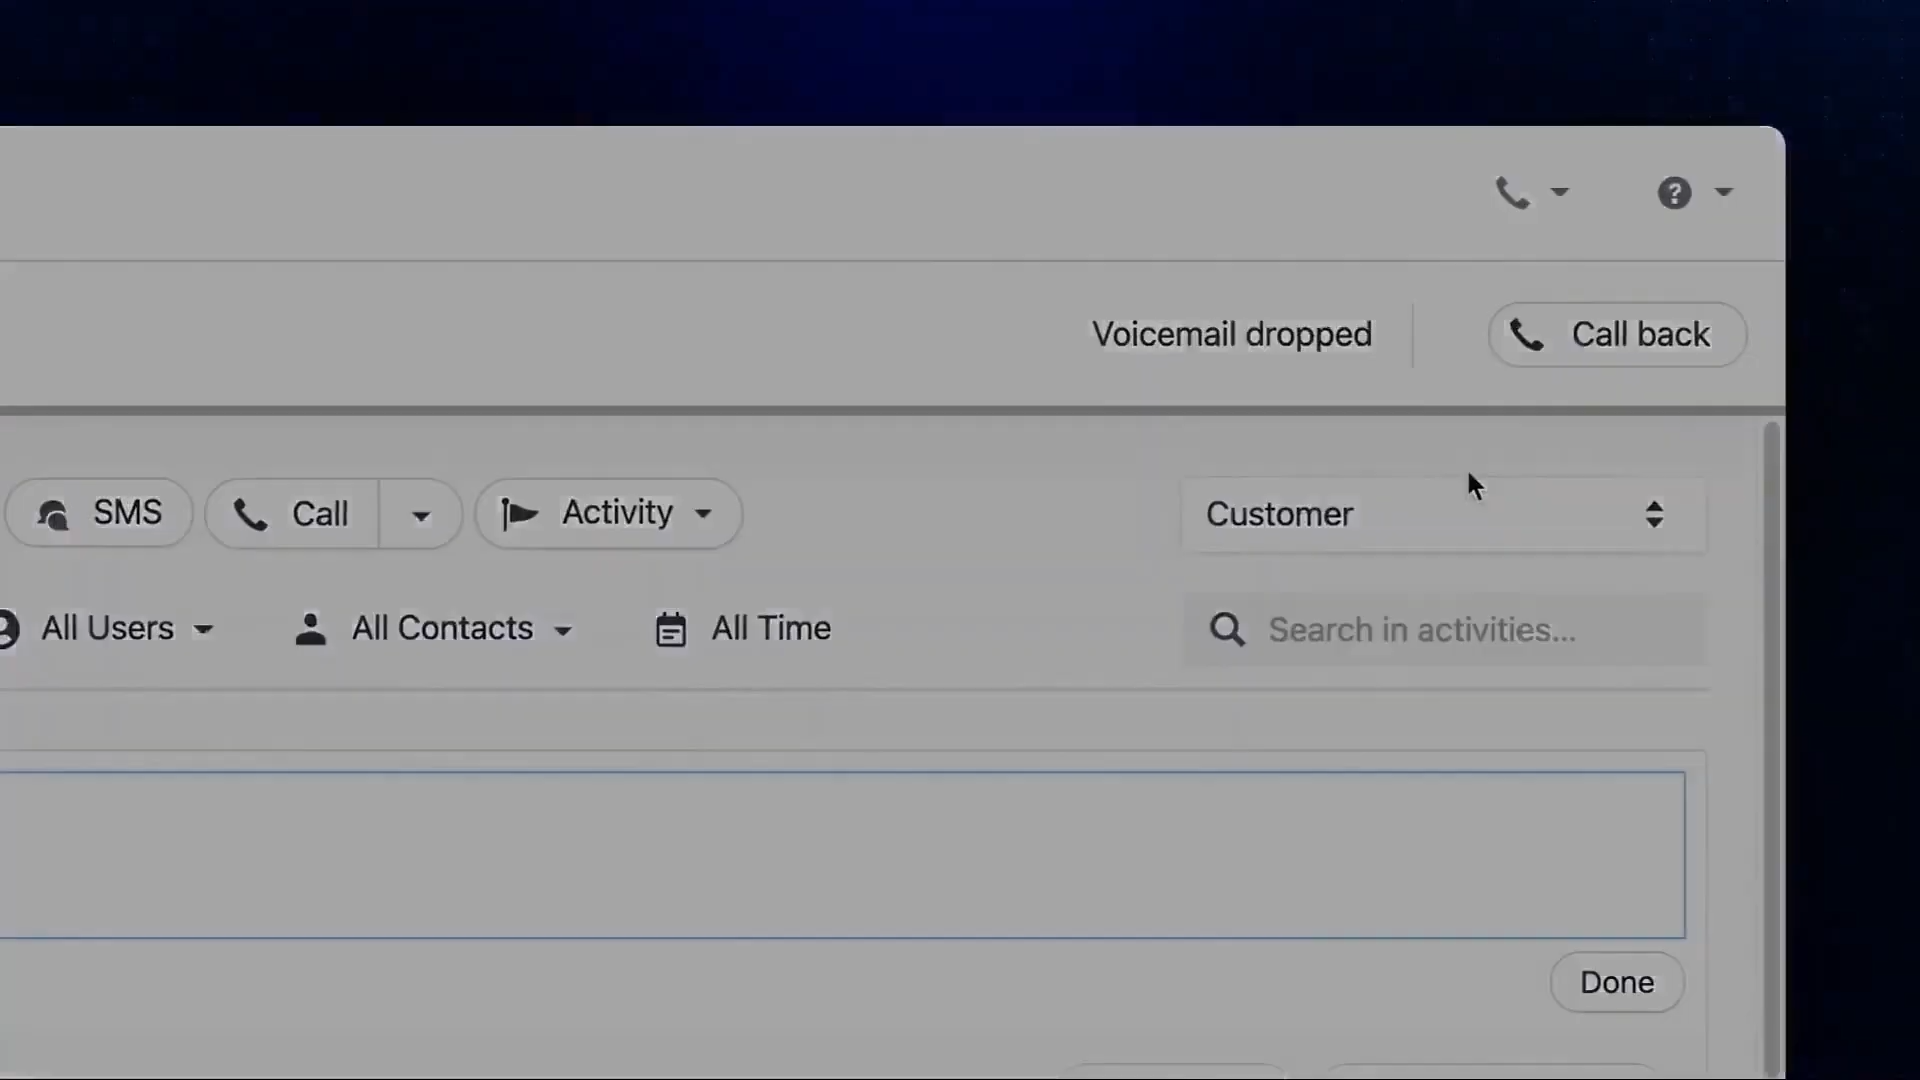 Voicemail dropped
Call back
SMS
Call
Activity
Customer
All Users
All Contacts
All Time
Search in activities...
Done